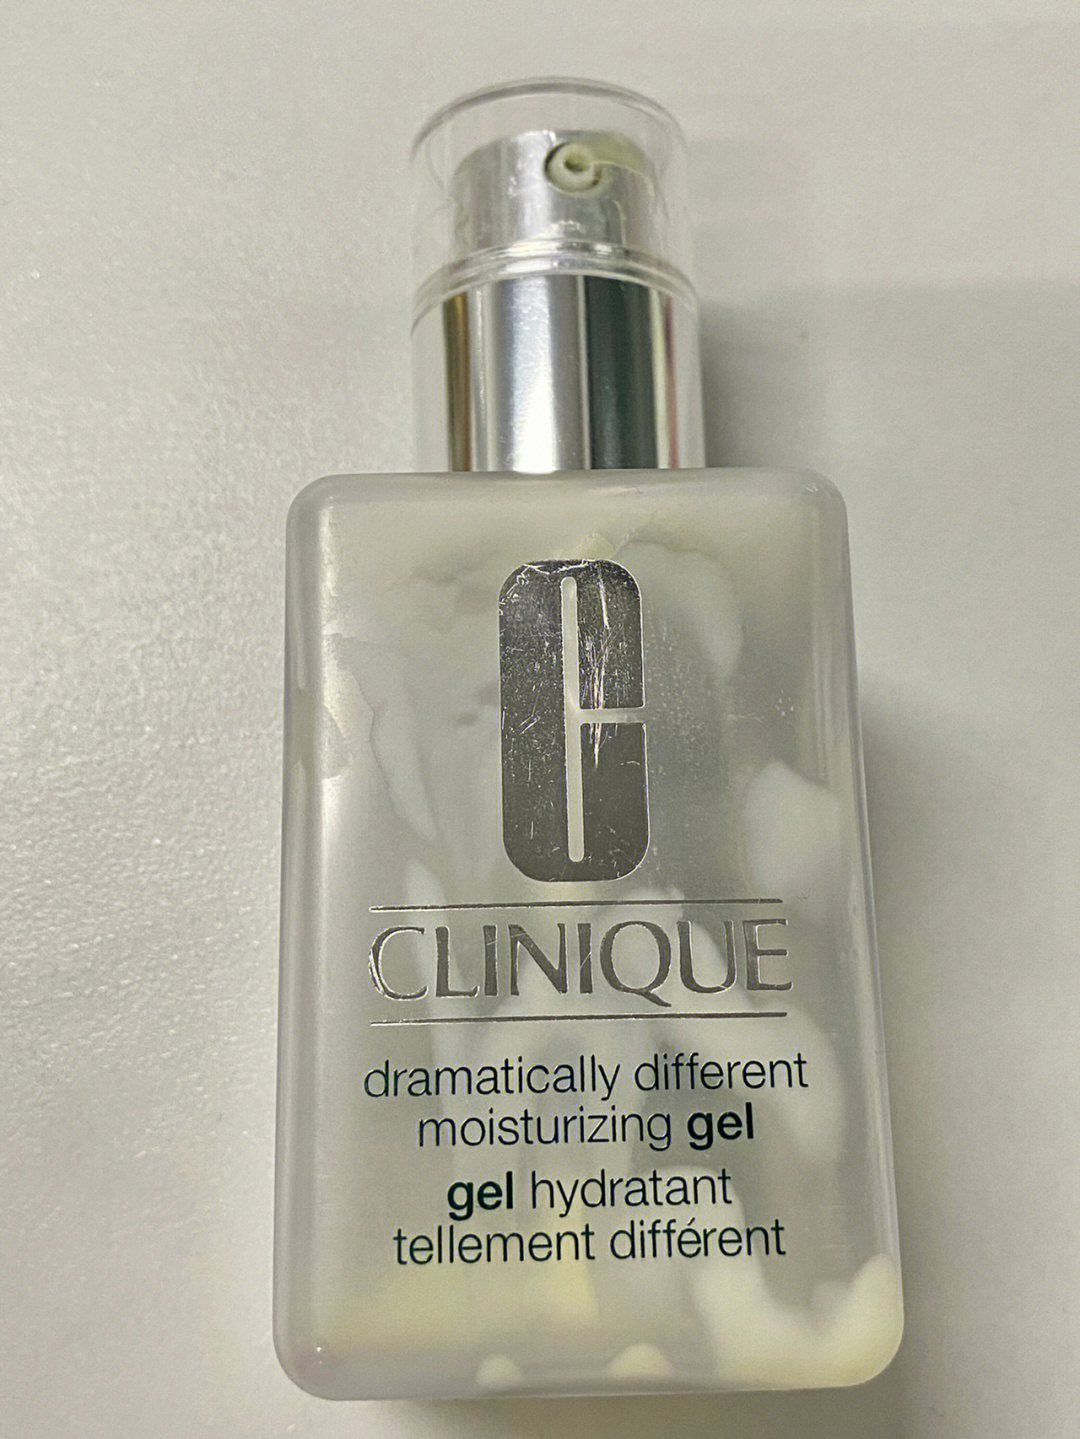 C
CLINIQUE
dramatically different
moisturizing gel
gel hydratant
tellement différent